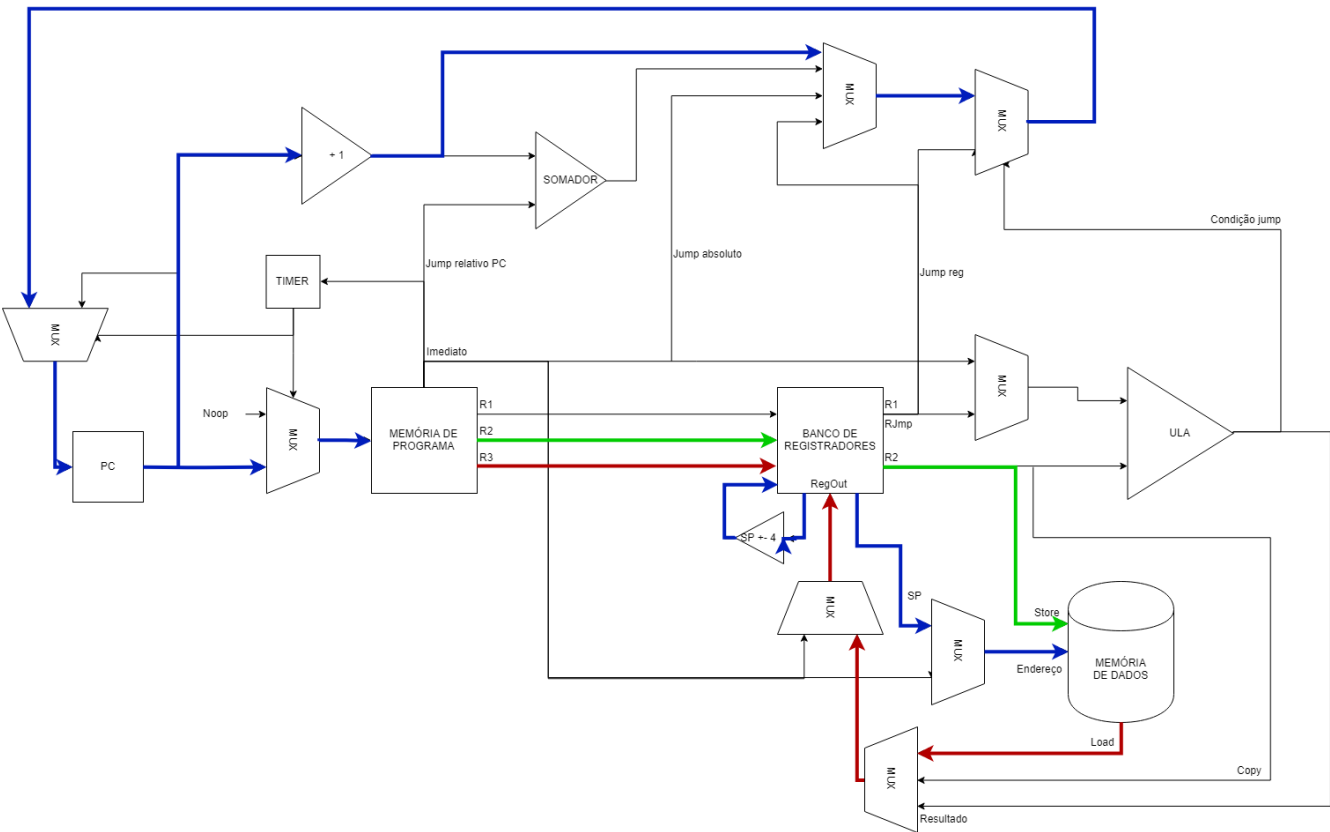 MUX
MUX
+ 1
SOMADOR
Condição jump
Jump absoluto
Jump relativo PC
Jump reg
TIMER
MUX
Imediato
MUX
Noop
MUX
R1
R1
MEMÓRIA DE
PROGRAMA
BANCO DE
REGISTRADORES
RJmp
R2
R2
ULA
PC
R3
RegOut
SP +- 4
SP
MUX
Store
MUX
Endereço
MEMÓRIA
DE DADOS
Load
MUX
Copy
Resultado